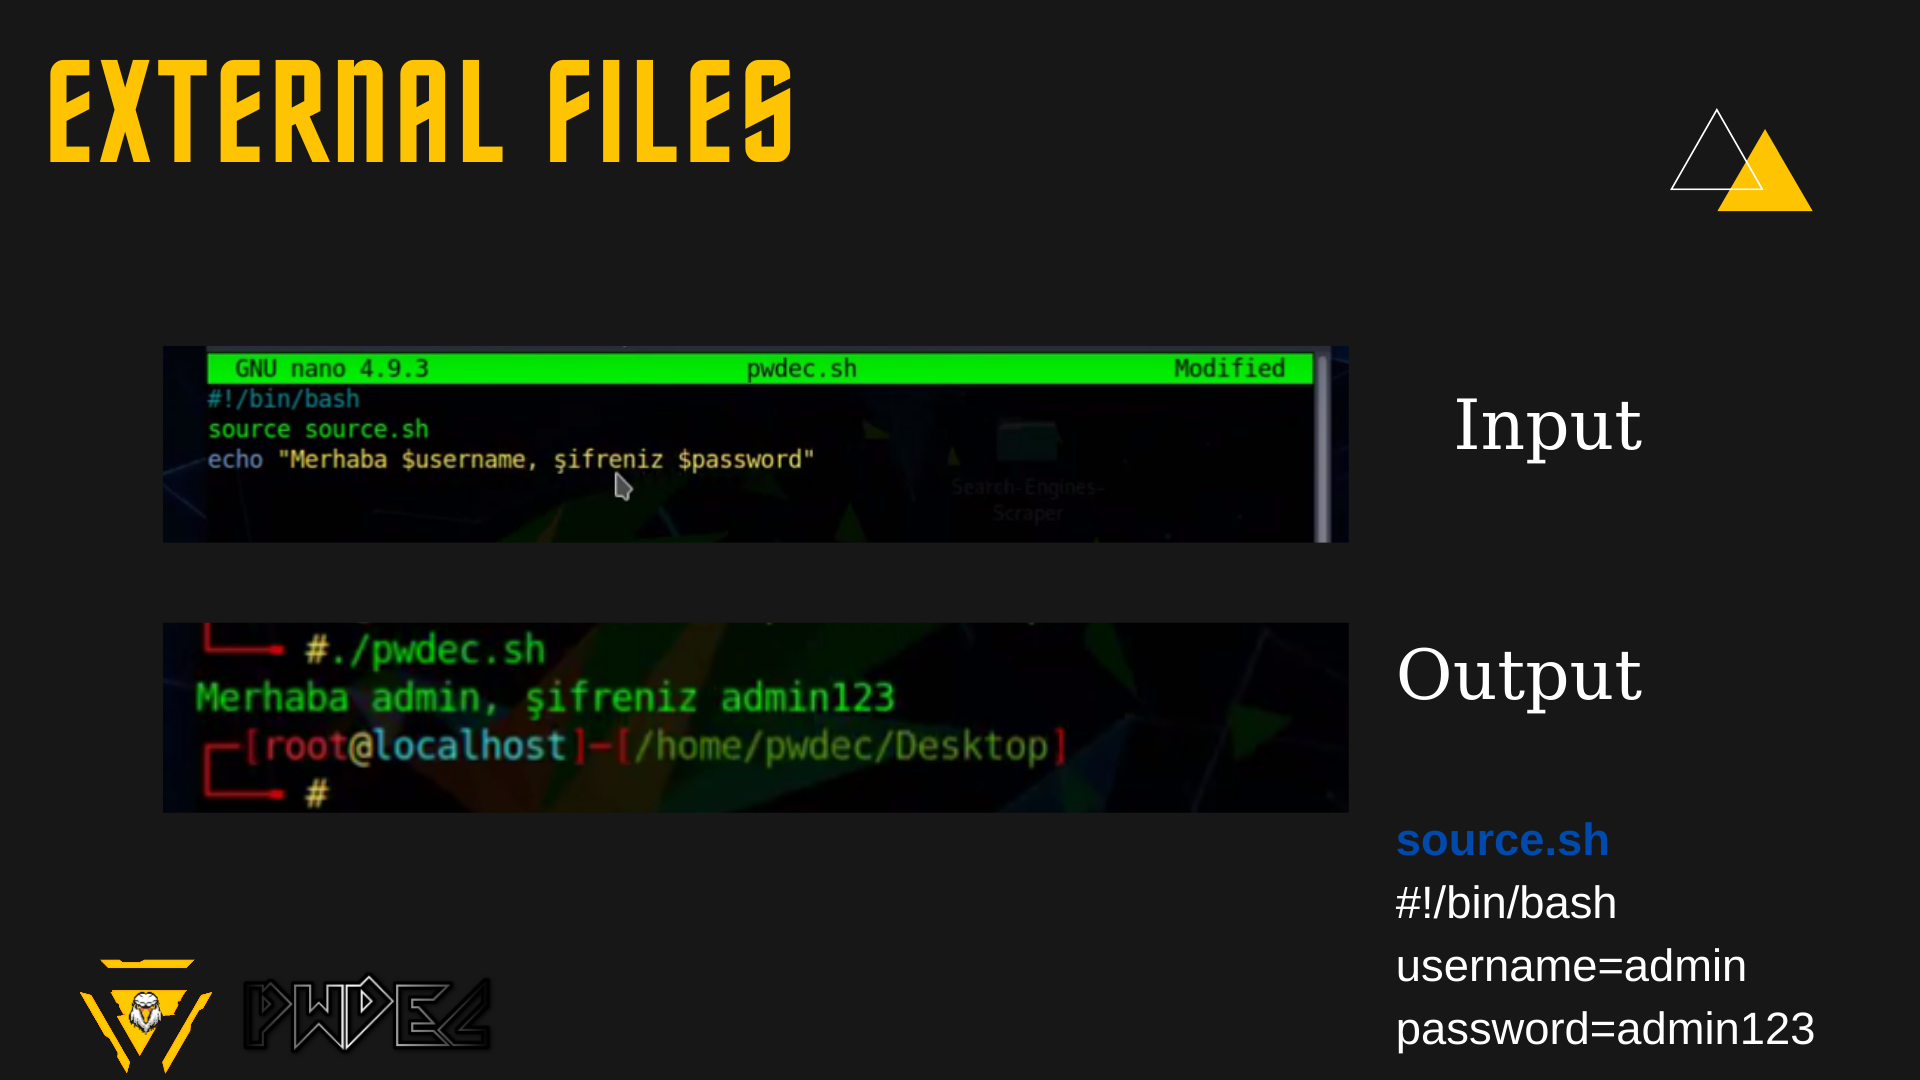 EXTERNAL FILES
GNU nano 4.9.3 pwdec.sh Modified
#!/bin/bash
source source.sh
echo "Merhaba $username, şifreniz $password"
Search-Engines-
Scraper
Input
#./pwdec.sh
Merhaba admin, şifreniz admin123
[root@localhost]─[/home/pwdec/Desktop]
#
Output
source.sh
#!/bin/bash
username=admin
password=admin123
PWDEC